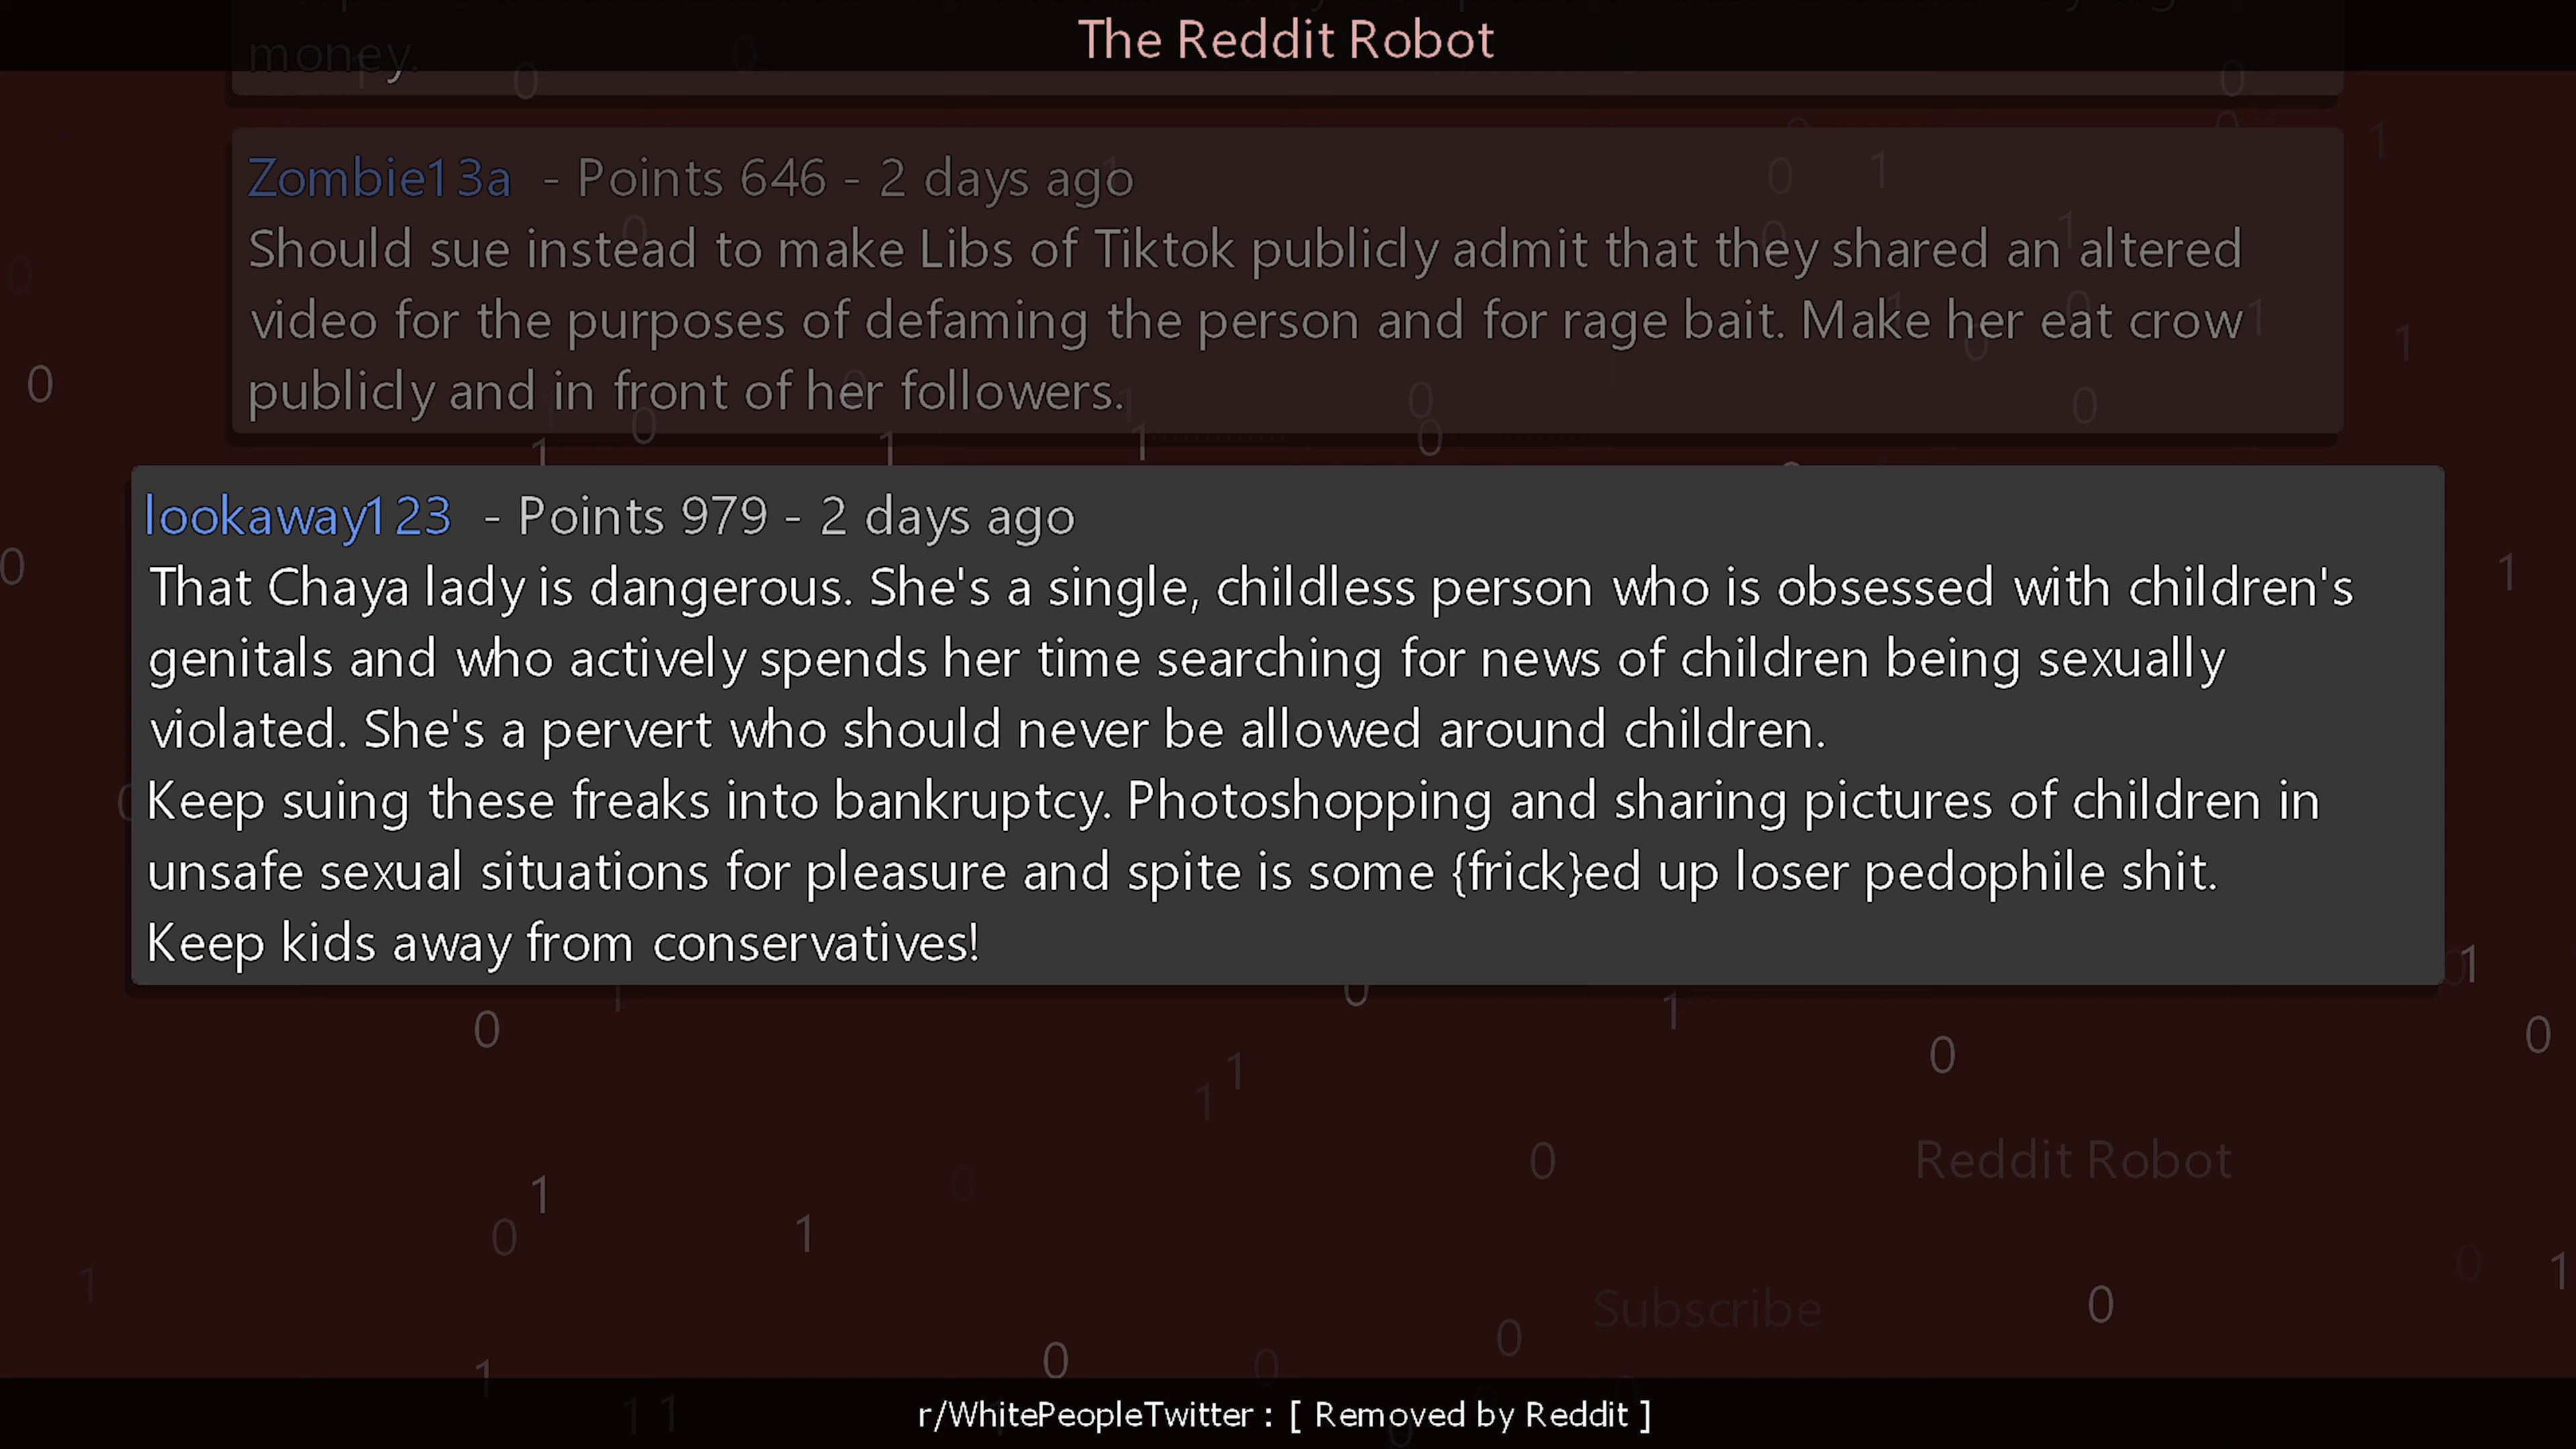 The Reddit Robot
money.
Zombie13a - Points 646 - 2 days ago
Should sue instead to make Libs of Tiktok publicly admit that they shared an altered
video for the purposes of defaming the person and for rage bait. Make her eat crow
publicly and in front of her followers.
lookaway123 - Points 979 - 2 days ago
That Chaya lady is dangerous. She's a single, childless person who is obsessed with children's
genitals and who actively spends her time searching for news of children being sexually
violated. She's a pervert who should never be allowed around children.
Keep suing these freaks into bankruptcy. Photoshopping and sharing pictures of children in
unsafe sexual situations for pleasure and spite is some {frick}ed up loser pedophile shit.
Keep kids away from conservatives!
Reddit Robot
Subscribe
r/WhitePeopleTwitter : [ Removed by Reddit ]